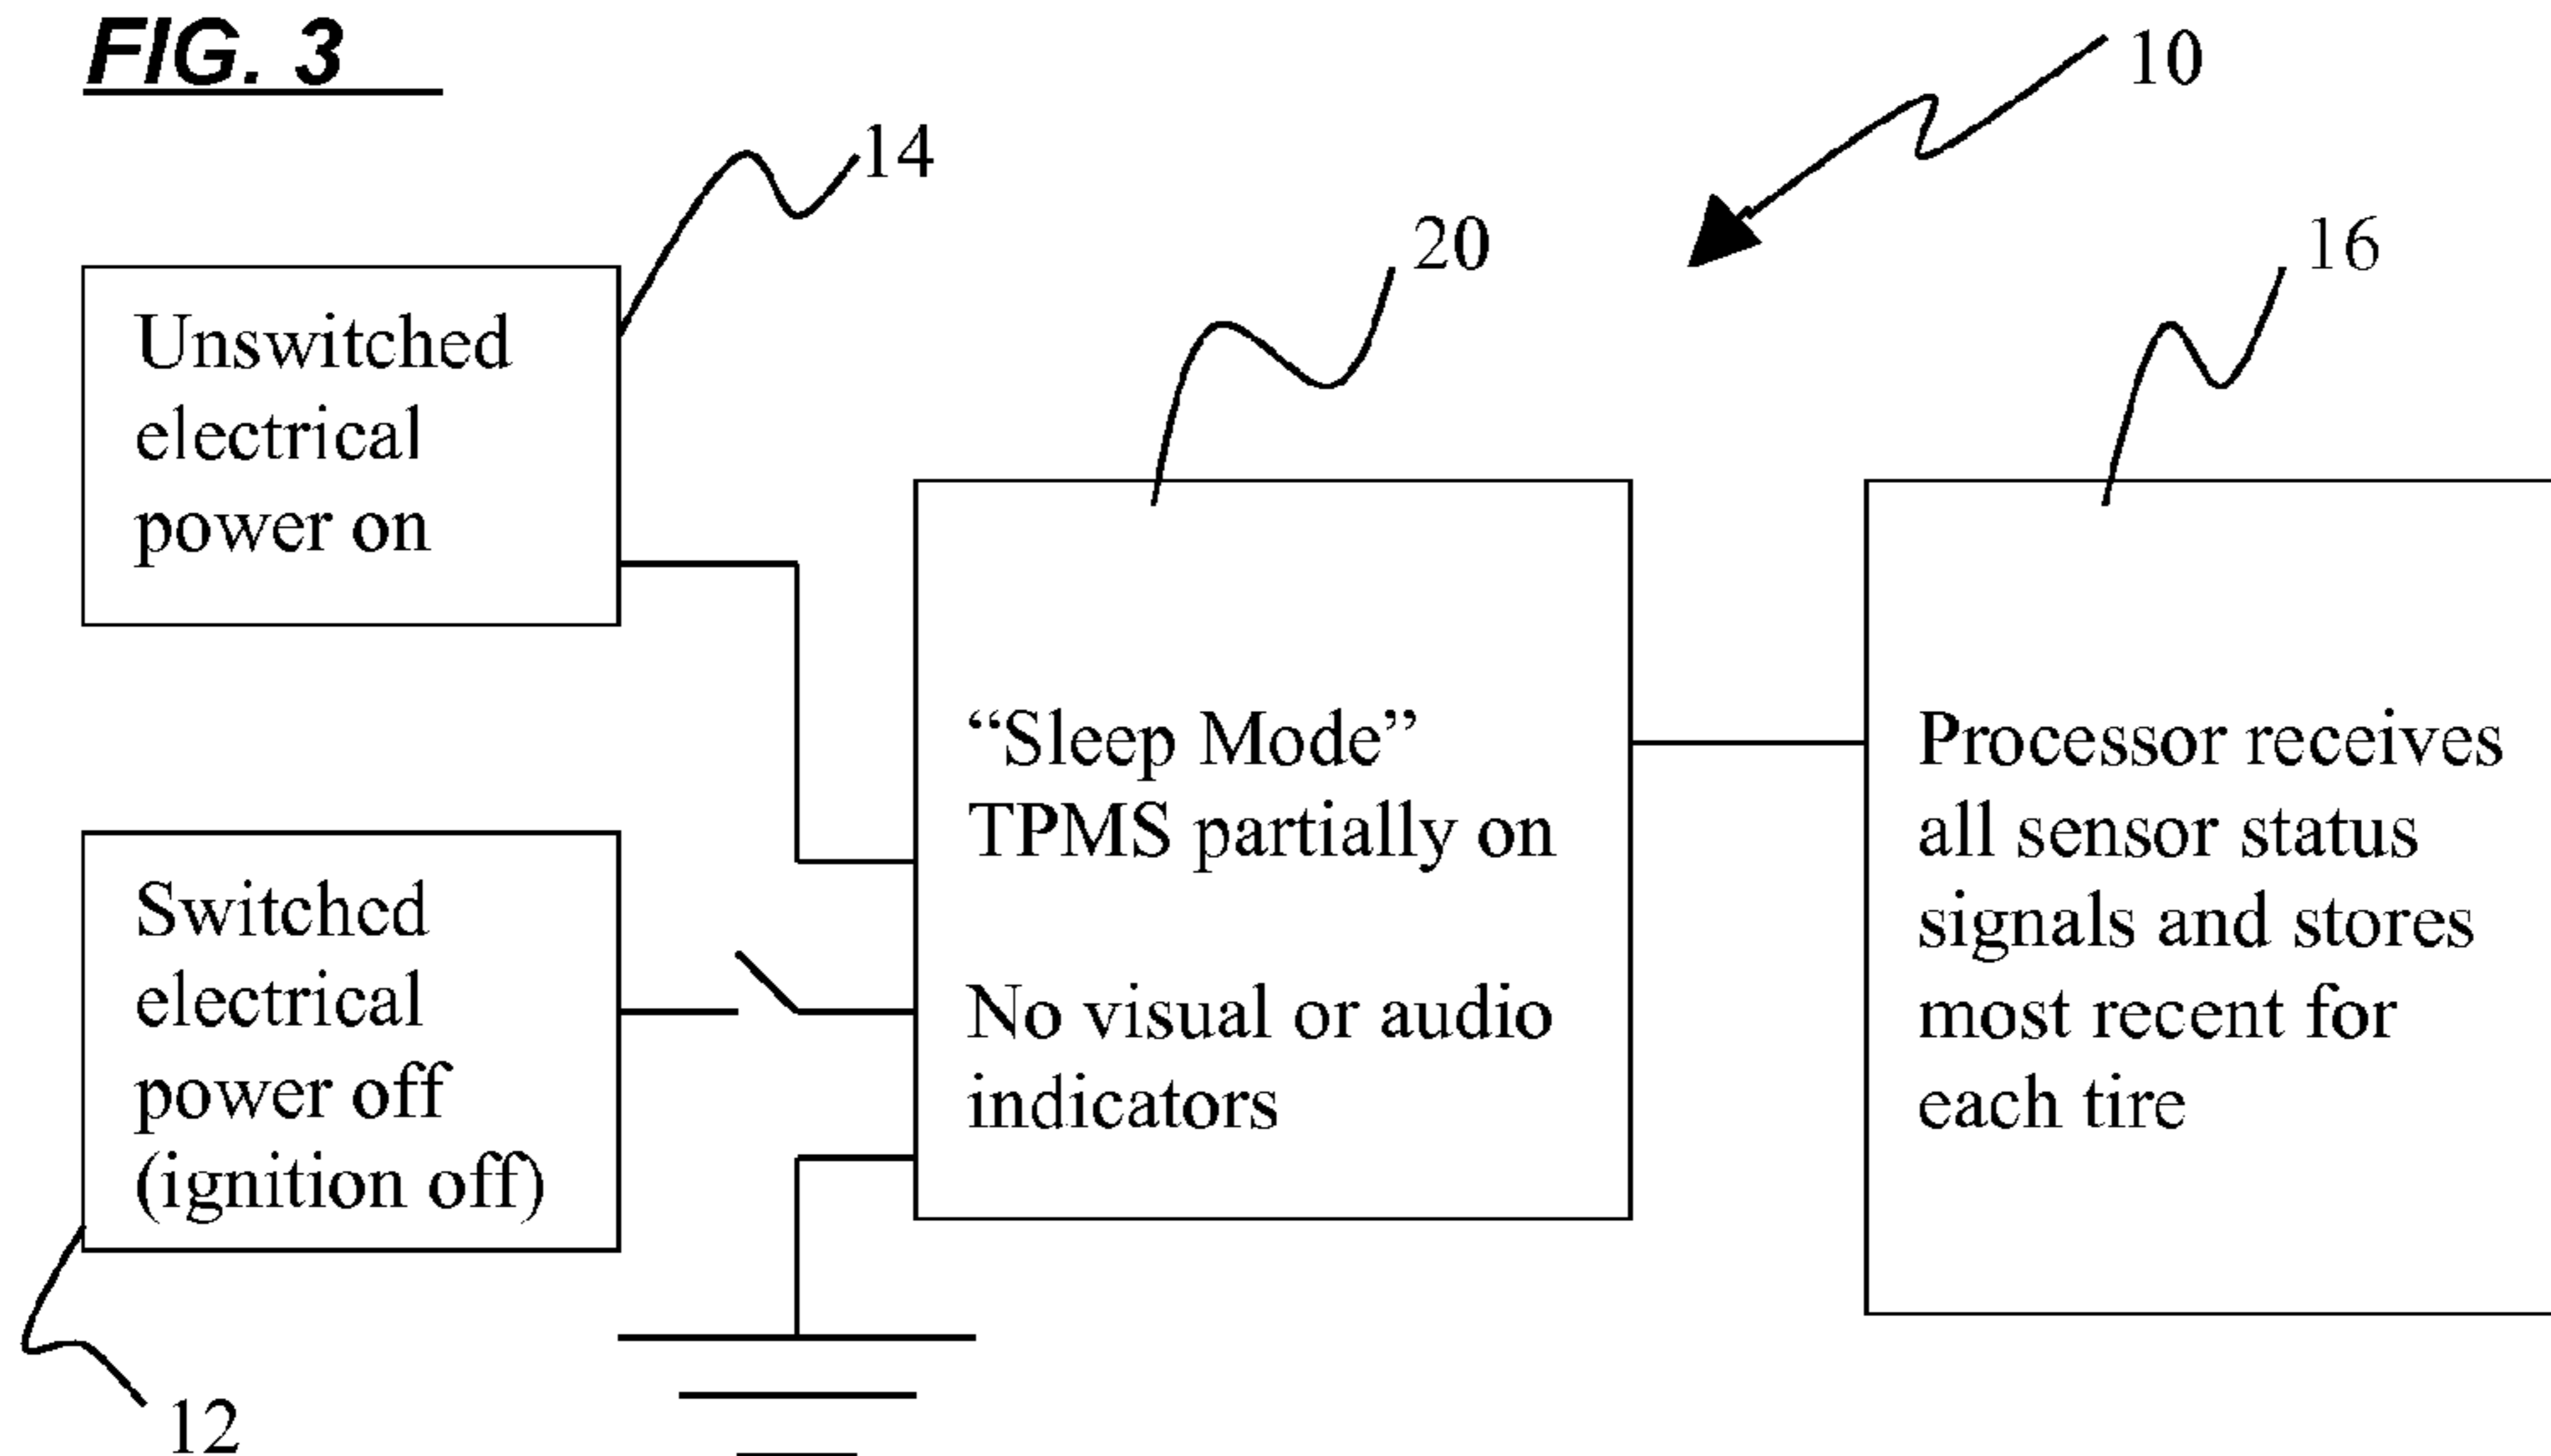 FIG. 3
10
14
20
16
Unswitched
electrical
power on
“Sleep Mode”
TPMS partially on
No visual or audio
indicators
Processor receives
all sensor status
signals and stores
most recent for
each tire
Switched
electrical
power off
(ignition off)
12